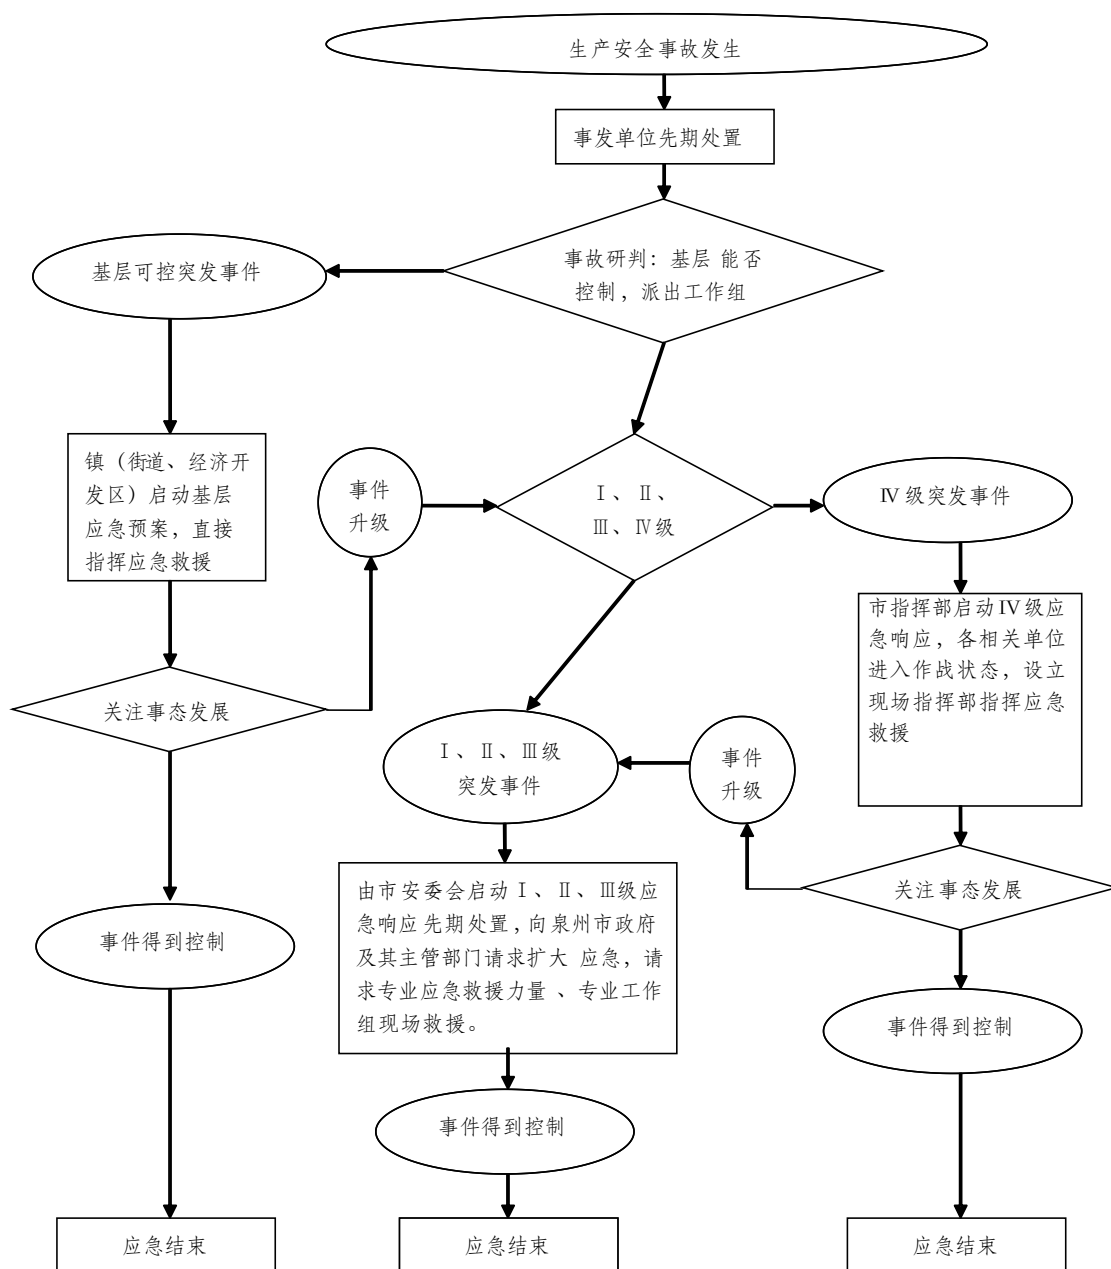 生产安全事故发生
事发单位先期处置
事故研判：基层 能否
控制，派出工作组
基层可控突发事件
镇（街道、经济开
发区）启动基层
应急预案，直接
指挥应急救援
事件
升级
Ⅰ、Ⅱ、
Ⅲ、Ⅳ级
Ⅳ 级突发事件
市指挥部启动Ⅳ级应
急响应，各相关单位
进入作战状态，设立
现场指挥部指挥应急
救援
关注事态发展
Ⅰ、Ⅱ、Ⅲ级
突发事件
事件
升级
关注事态发展
由市安委会启动 Ⅰ、Ⅱ、Ⅲ级应
急响应先期处置，向泉州市政府
及其主管部门请求扩大 应急，请
求专业应急救援力量 、专业工作
组现场救援。
事件得到控制
事件得到控制
事件得到控制
应急结束
应急结束
应急结束